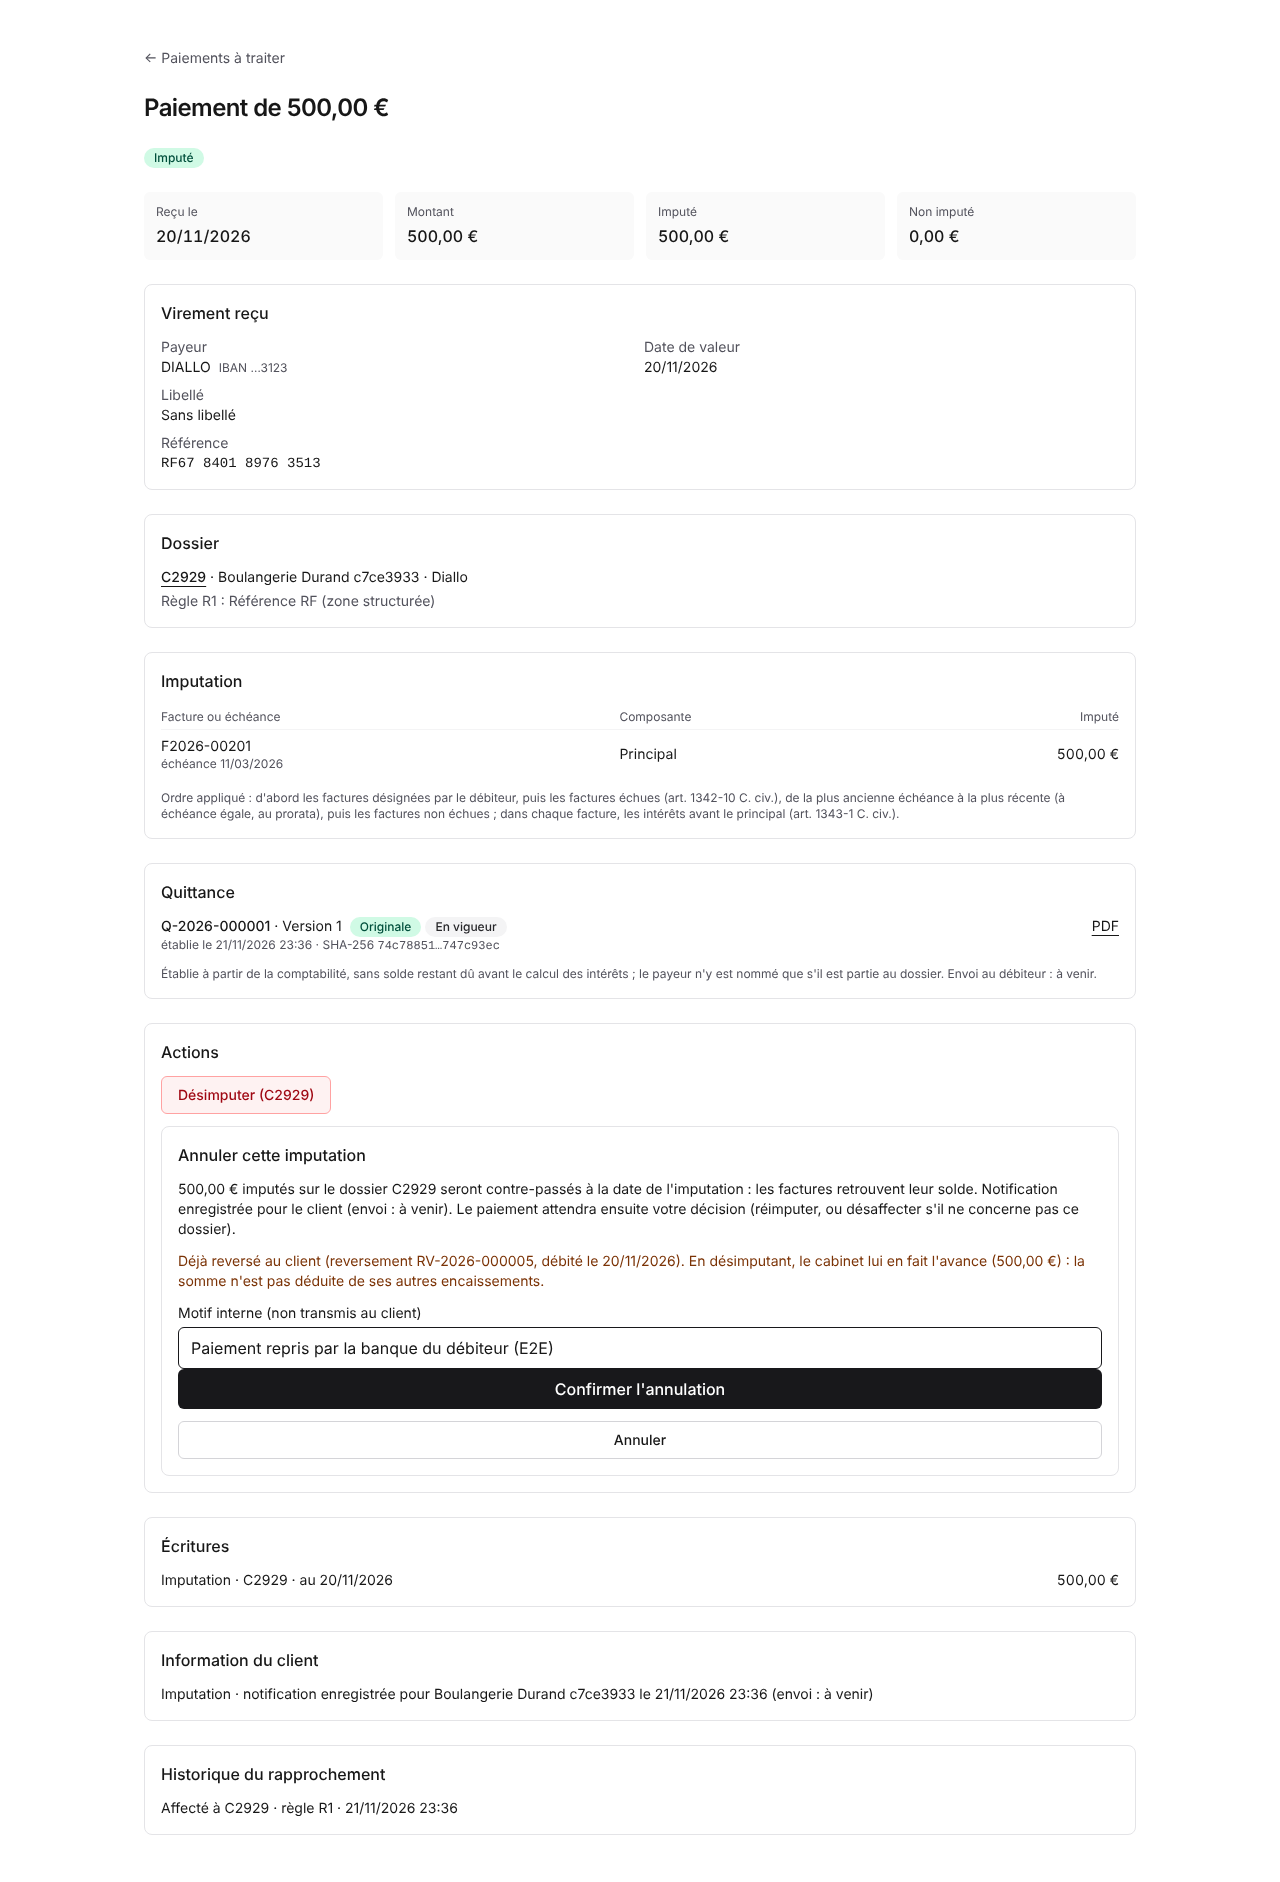 ← Paiements à traiter
Paiement de 500,00 €
Imputé
Reçu le
20/11/2026
Montant
500,00 €
Imputé
500,00 €
Non imputé
0,00 €
Virement reçu
Payeur
DIALLO IBAN …3123
Date de valeur
20/11/2026
Libellé
Sans libellé
Référence
RF67 8401 8976 3513
Dossier
C2929 · Boulangerie Durand c7ce3933 · Diallo
Règle R1 : Référence RF (zone structurée)
Imputation
Facture ou échéance Composante Imputé
F2026-00201
échéance 11/03/2026
Principal
500,00 €
Ordre appliqué : d'abord les factures désignées par le débiteur, puis les factures échues (art. 1342-10 C. civ.), de la plus ancienne échéance à la plus récente (à
échéance égale, au prorata), puis les factures non échues ; dans chaque facture, les intérêts avant le principal (art. 1343-1 C. civ.).
Quittance
Q-2026-000001 · Version 1 Originale En vigueur PDF
établie le 21/11/2026 23:36 · SHA-256 74c78851…747c93ec
Établie à partir de la comptabilité, sans solde restant dû avant le calcul des intérêts ; le payeur n'y est nommé que s'il est partie au dossier. Envoi au débiteur : à venir.
Actions
Désimputer (C2929)
Annuler cette imputation
500,00 € imputés sur le dossier C2929 seront contre-passés à la date de l'imputation : les factures retrouvent leur solde. Notification
enregistrée pour le client (envoi : à venir). Le paiement attendra ensuite votre décision (réimputer, ou désaffecter s'il ne concerne pas ce
dossier).
Déjà reversé au client (reversement RV-2026-000005, débité le 20/11/2026). En désimputant, le cabinet lui en fait l'avance (500,00 €) : la
somme n'est pas déduite de ses autres encaissements.
Motif interne (non transmis au client)
Paiement repris par la banque du débiteur (E2E)
Confirmer l'annulation
Annuler
Écritures
Imputation · C2929 · au 20/11/2026 500,00 €
Information du client
Imputation · notification enregistrée pour Boulangerie Durand c7ce3933 le 21/11/2026 23:36 (envoi : à venir)
Historique du rapprochement
Affecté à C2929 · règle R1 · 21/11/2026 23:36